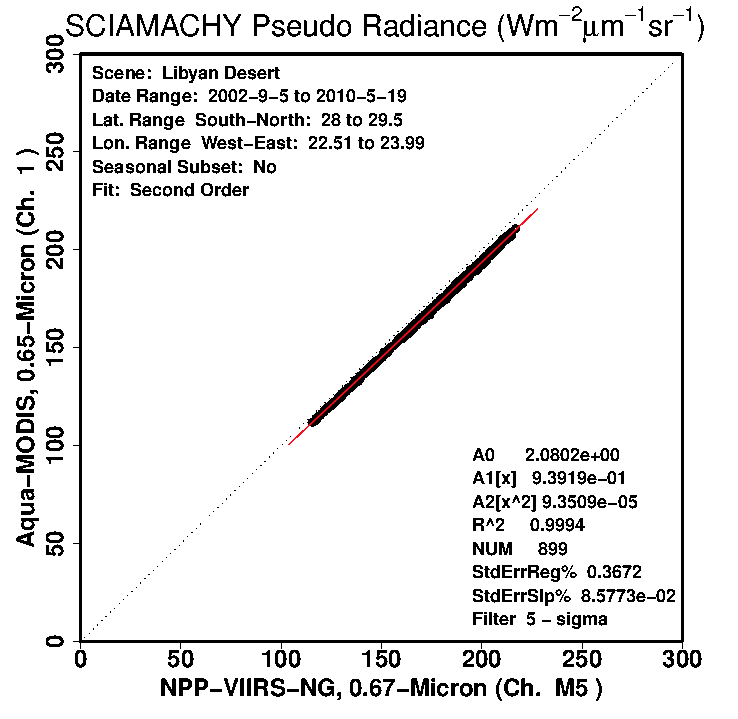 SCIAMACHY Pseudo Radiance (Wm−2μm−1sr−1)
Scene: Libyan Desert
Date Range: 2002−9−5 to 2010−5−19
Lat. Range South−North: 28 to 29.5
Lon. Range West−East: 22.51 to 23.99
Seasonal Subset: No
Fit: Second Order
Aqua−MODIS, 0.65−Micron (Ch. 1 )
300
250
200
150
100
50
0
A0 2.0802e+00
A1[x] 9.3919e−01
A2[x^2] 9.3509e−05
R^2 0.9994
NUM 899
StdErrReg% 0.3672
StdErrSlp% 8.5773e−02
Filter 5 − sigma
0 50 100 150 200 250 300
NPP−VIIRS−NG, 0.67−Micron (Ch. M5 )